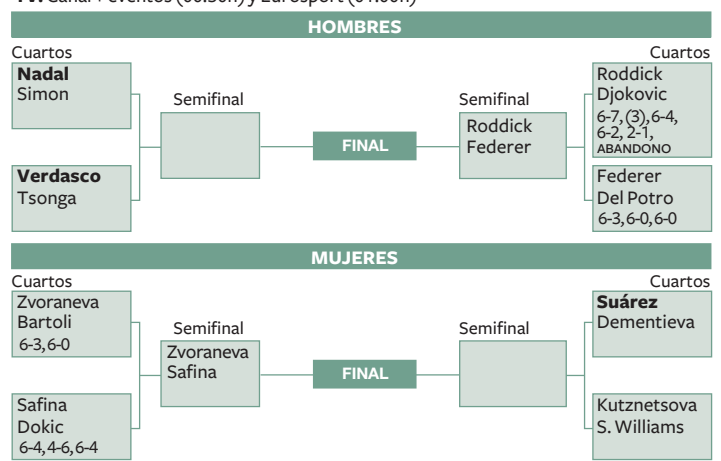 TV. Canal+ eventos (00.30h) y Eurosport (01.00h)
HOMBRES
Cuartos
Nadal
Simon
Verdasco
Tsonga
Semifinal
FINAL
Semifinal
Roddick
Federer
Cuartos
Roddick
Djokovic
6-7, (3), 6-4,
6-2, 2-1,
ABANDONO
Federer
Del Potro
6-3, 6-0, 6-0
MUJERES
Cuartos
Zvoraneva
Bartoli
6-3, 6-0
Safina
Dokic
6-4, 4-6, 6-4
Semifinal
Zvoraneva
Safina
FINAL
Semifinal
Cuartos
Suárez
Dementieva
Kutznetsova
S. Williams